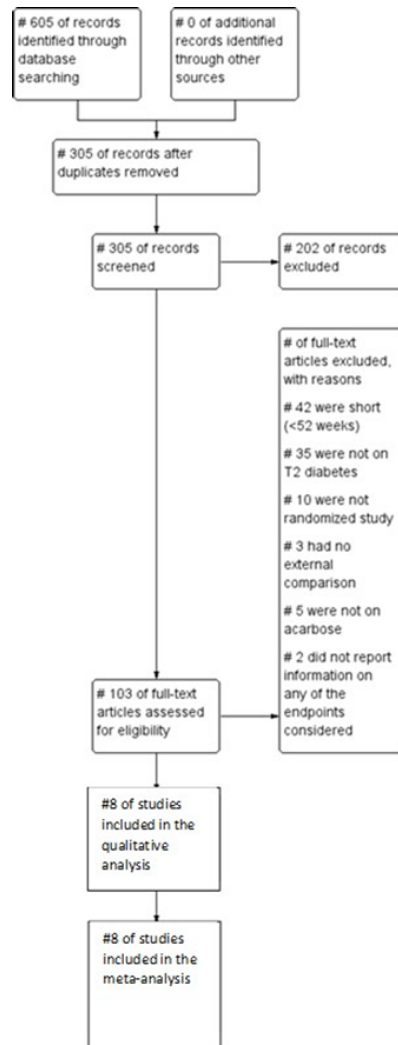 # 605 of records
identified through
database
searching
# 0 of additional
records identified
through other
sources
# 305 of records after
duplicates removed
# 305 of records
screened
# 202 of records
excluded
# of full-text
articles excluded,
with reasons
# 42 were short
(<52 weeks)
# 35 were not on
T2 diabetes
# 10 were not
randomized study
# 3 had no
external
comparison
# 5 were not on
acarbose
# 2 did not report
information on
any of the
endpoints
considered
# 103 of full-text
articles assessed
for eligibility
#8 of studies
included in the
qualitative
analysis
#8 of studies
included in the
meta-analysis